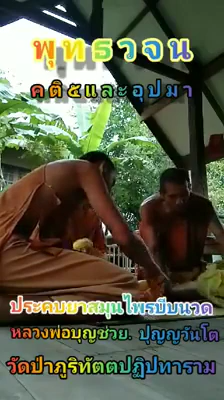 พุทธวจน
คติ๕และอุปมา
ประคบยาสมุนไพรบีบนวด
หลวงพ่อบุญช่วย. ปุญฺญวันโต
วัดป่าภูริทัตตปฏิปทาราม